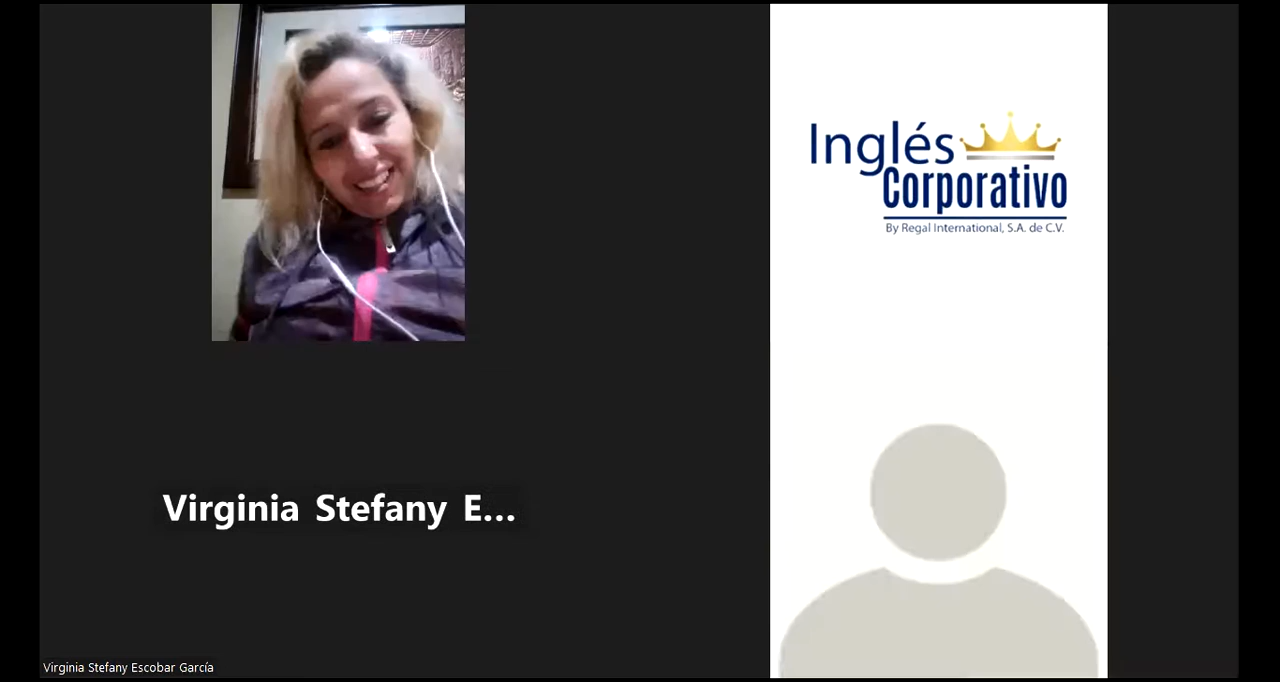 Inglés
Corporativo
By Regal International, S.A. de C.V.
Virginia Stefany E...
Virginia Stefany Escobar García